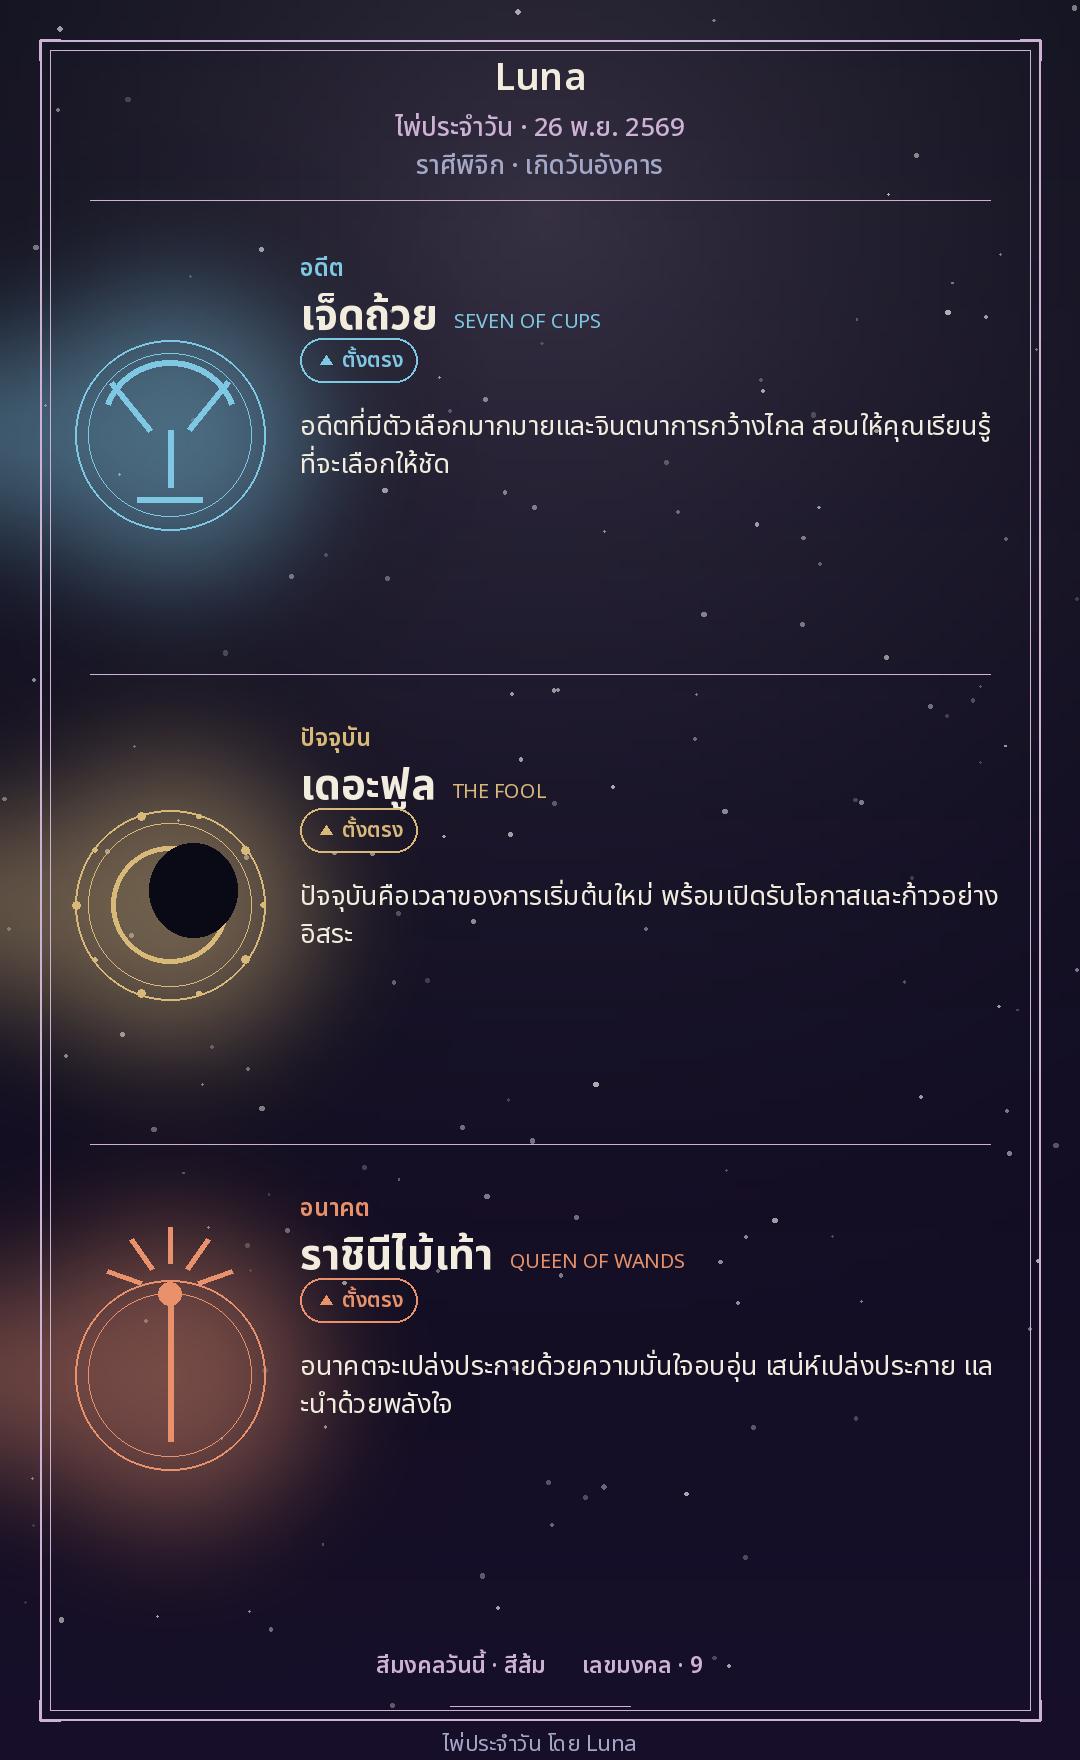 Luna
ไพ่ประจำวัน · 26 พ.ย. 2569
ราศีพิจิก · เกิดวันอังคาร
อดีต
เจ็ดถ้วย SEVEN OF CUPS
▲ ตั้งตรง
อดีตที่มีตัวเลือกมากมายและจินตนาการกว้างไกล สอนให้คุณเรียนรู้
ที่จะเลือกให้ชัด
ปัจจุบัน
เดอะฟูล THE FOOL
▲ ตั้งตรง
ปัจจุบันคือเวลาของการเริ่มต้นใหม่ พร้อมเปิดรับโอกาสและก้าวอย่าง
อิสระ
อนาคต
ราชินีไม้เท้า QUEEN OF WANDS
▲ ตั้งตรง
อนาคตจะเปล่งประกายด้วยความมั่นใจอบอุ่น เสน่ห์เปล่งประกาย แล
ะนำด้วยพลังใจ
สีมงคลวันนี้ · สีส้ม เลขมงคล · 9
ไพ่ประจำวัน โดย Luna